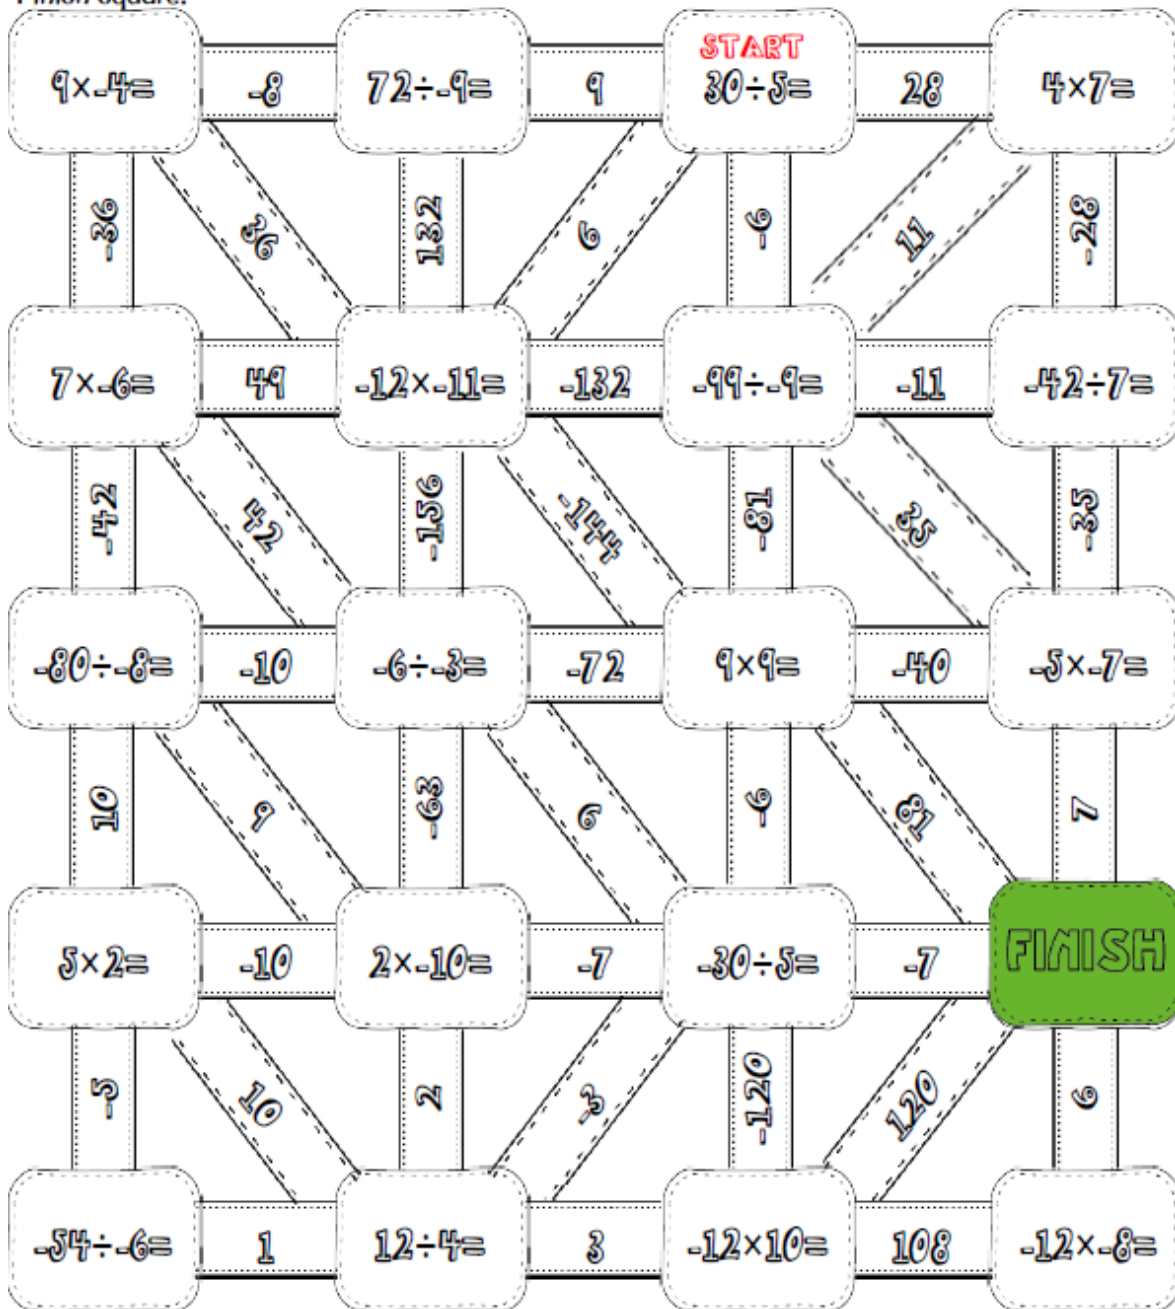 Finish square.
START
9×-4= -8 72÷-9= 9 30÷5= 28 4×7=
-36 36 132 6 -6 11 -28
7×-6= 49 -12×-11= -132 -99÷-9= -11 -42÷7=
-42 42 -156 -144 -81 35 -35
-80÷-8= -10 -6÷-3= -72 9×9= -40 -5×-7=
10 9 -63 6 -6 81 7
5×2= -10 2×-10= -7 -30÷5= -7 FINISH
-5 10 2 -3 -120 120 6
-54÷-6= 1 12÷4= 3 -12×10= 108 -12×-8=